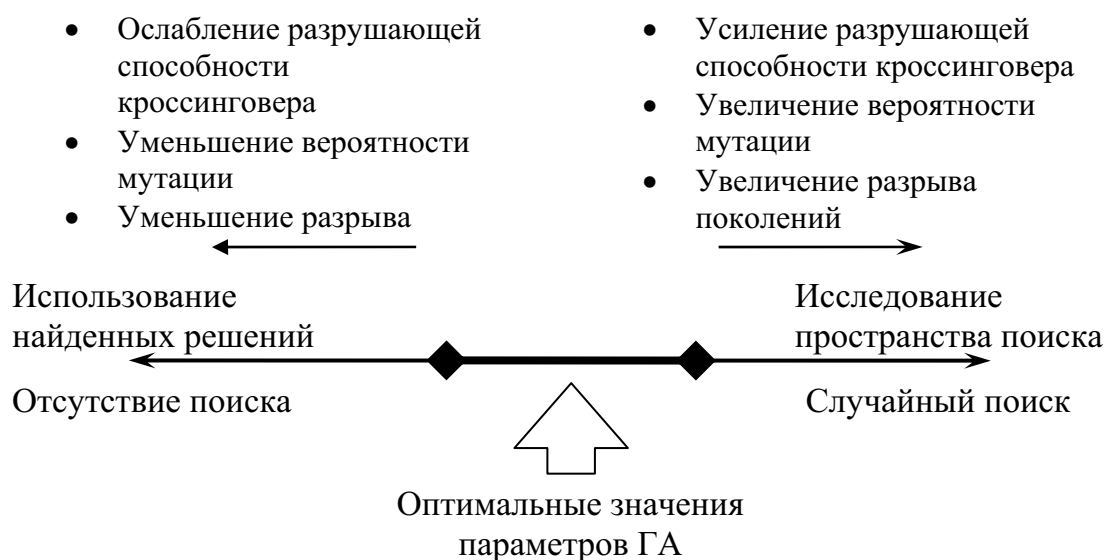 • Ослабление разрушающей
способности
кроссинговера
• Уменьшение вероятности
мутации
• Уменьшение разрыва
• Усиление разрушающей
способности кроссинговера
• Увеличение вероятности
мутации
• Увеличение разрыва
поколений
Использование
найденных решений
Исследование
пространства поиска
Отсутствие поиска
Случайный поиск
Оптимальные значения
параметров ГА